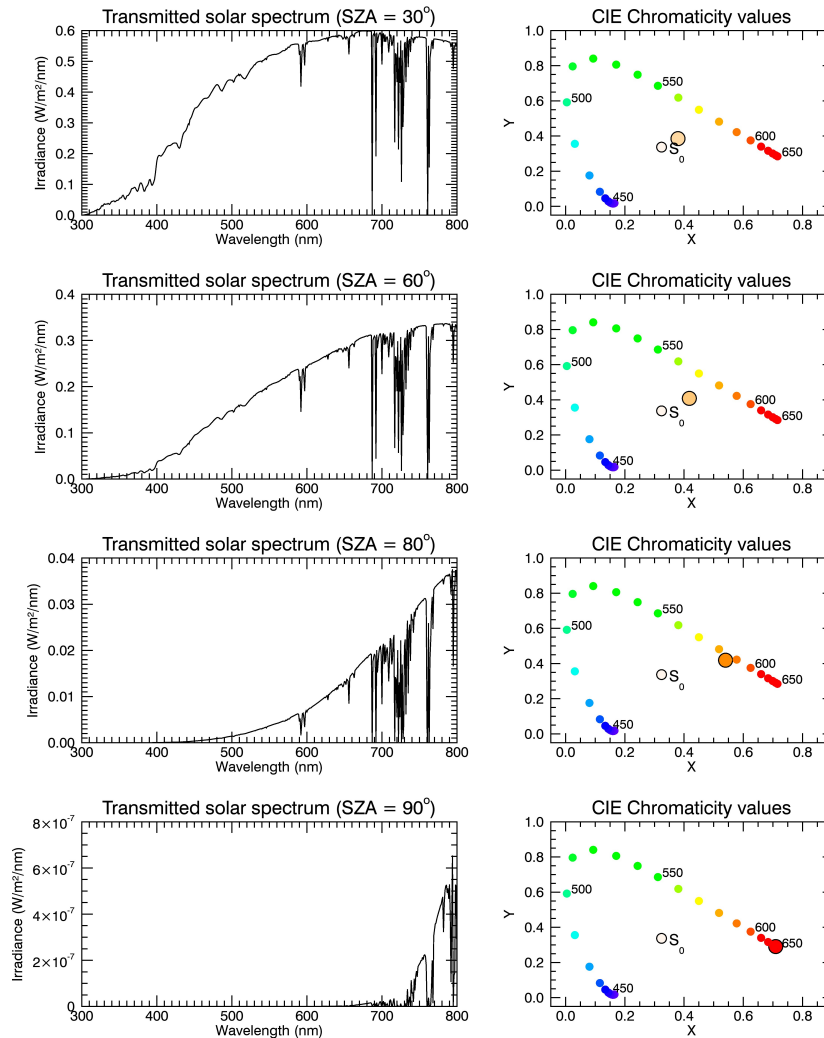 Transmitted solar spectrum (SZA = 30°)
Irradiance (W/m²/nm)
0.6
0.5
0.4
0.3
0.2
0.1
0.0
300 400 500 600 700 800
Wavelength (nm)
CIE Chromaticity values
Y
1.0
0.8
0.6
0.4
0.2
0.0
550
500
600
650
S₀
450
0.0 0.2 0.4 0.6 0.8
X
Transmitted solar spectrum (SZA = 60°)
Irradiance (W/m²/nm)
0.4
0.3
0.2
0.1
0.0
300 400 500 600 700 800
Wavelength (nm)
CIE Chromaticity values
Y
1.0
0.8
0.6
0.4
0.2
0.0
550
500
600
650
S₀
450
0.0 0.2 0.4 0.6 0.8
X
Transmitted solar spectrum (SZA = 80°)
Irradiance (W/m²/nm)
0.04
0.03
0.02
0.01
0.00
300 400 500 600 700 800
Wavelength (nm)
CIE Chromaticity values
Y
1.0
0.8
0.6
0.4
0.2
0.0
550
500
600
650
S₀
450
0.0 0.2 0.4 0.6 0.8
X
Transmitted solar spectrum (SZA = 90°)
Irradiance (W/m²/nm)
8×10⁻⁷
6×10⁻⁷
4×10⁻⁷
2×10⁻⁷
0
300 400 500 600 700 800
Wavelength (nm)
CIE Chromaticity values
Y
1.0
0.8
0.6
0.4
0.2
0.0
550
500
600
650
S₀
450
0.0 0.2 0.4 0.6 0.8
X